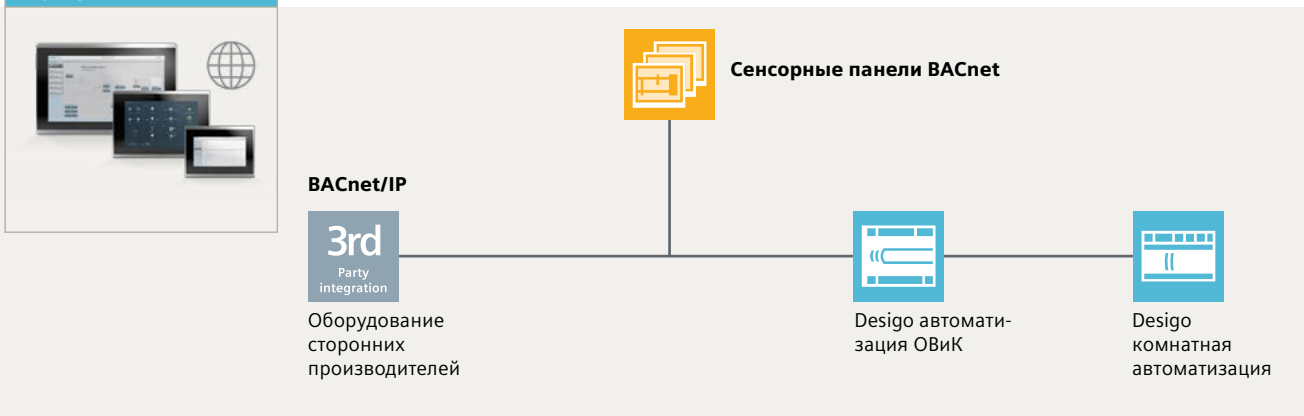 Сенсорные панели BACnet
BACnet/IP
3rd
Party
integration
Оборудование
сторонних
производителей
Desigo автомати-
зация ОВиК
Desigo
комнатная
автоматизация